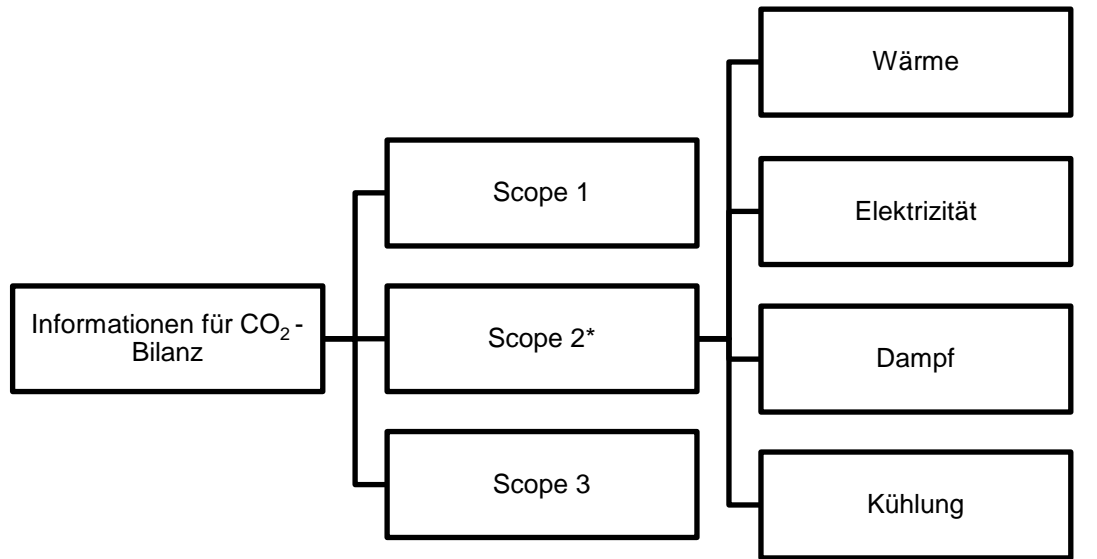 Informationen für CO₂-
Bilanz
Scope 1
Scope 2*
Scope 3
Wärme
Elektrizität
Dampf
Kühlung